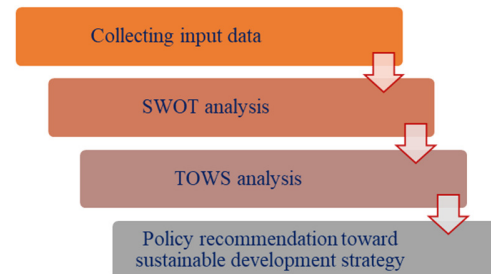 Collecting input data
SWOT analysis
TOWS analysis
Policy recommendation toward
sustainable development strategy